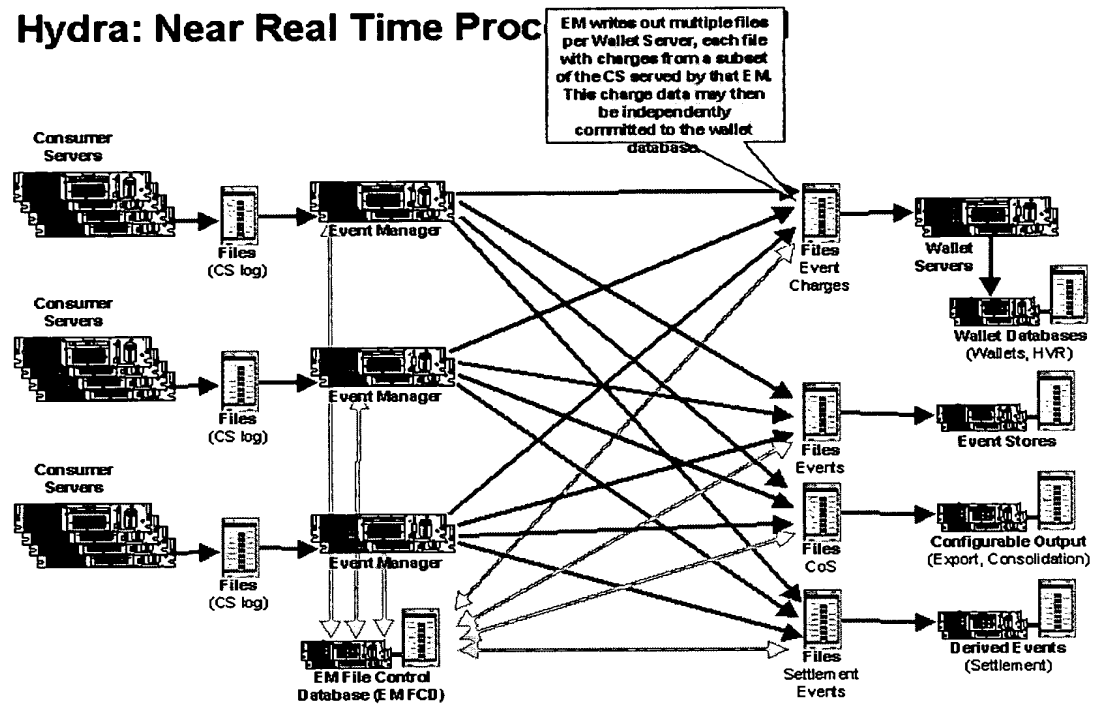 Hydra: Near Real Time Proc
EM writes out multiple files
per Wallet Server, each file
with charges from a subset
of the CS served by that EM.
This charge data may then
be independently
committed to the wallet
database.
Consumer
Servers
Files
(CS log)
Event Manager
Files
Event
Charges
Wallet
Servers
Wallet Databases
(Wallets, HVR)
Consumer
Servers
Files
(CS log)
Event Manager
Files
Events
Event Stores
Consumer
Servers
Files
(CS log)
Event Manager
Files
CoS
Configurable Output
(Export, Consolidation)
EM File Control
Database (EM FCD)
Files
Settlement
Events
Derived Events
(Settlement)